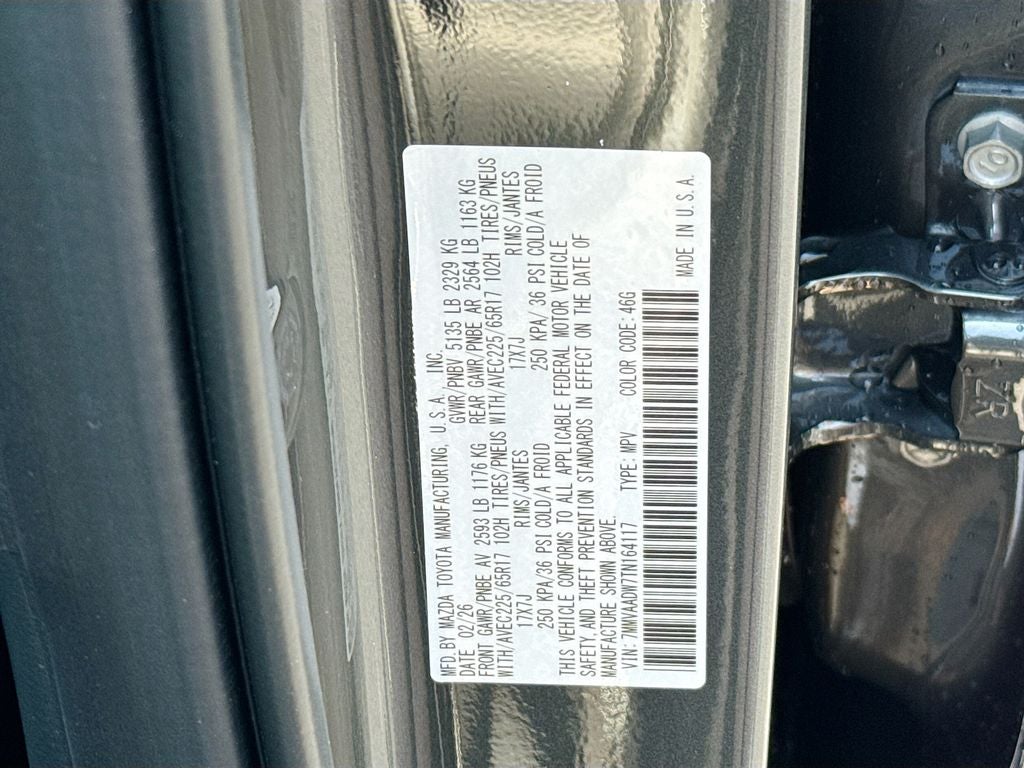 MFD. BY MAZDA TOYOTA MANUFACTURING, U.S.A., INC.
DATE 02/26 GVWR/PNBV 5135 LB 2329 KG
FRONT GAWR/PNBE AV 2593 LB 1176 KG REAR GAWR/PNBE AR 2564 LB 1163 KG
WITH/AVEC225/65R17 102H TIRES/PNEUS WITH/AVEC225/65R17 102H TIRES/PNEUS
17X7J RIMS/JANTES 17X7J RIMS/JANTES
250 KPA/36 PSI COLD/A FROID 250 KPA/36 PSI COLD/A FROID
THIS VEHICLE CONFORMS TO ALL APPLICABLE FEDERAL MOTOR VEHICLE
SAFETY, AND THEFT PREVENTION STANDARDS IN EFFECT ON THE DATE OF
MANUFACTURE SHOWN ABOVE.
VIN: 7MMVAADW7TN164117 TYPE: MPV COLOR CODE: 46G
MADE IN U.S.A.
9
ZR